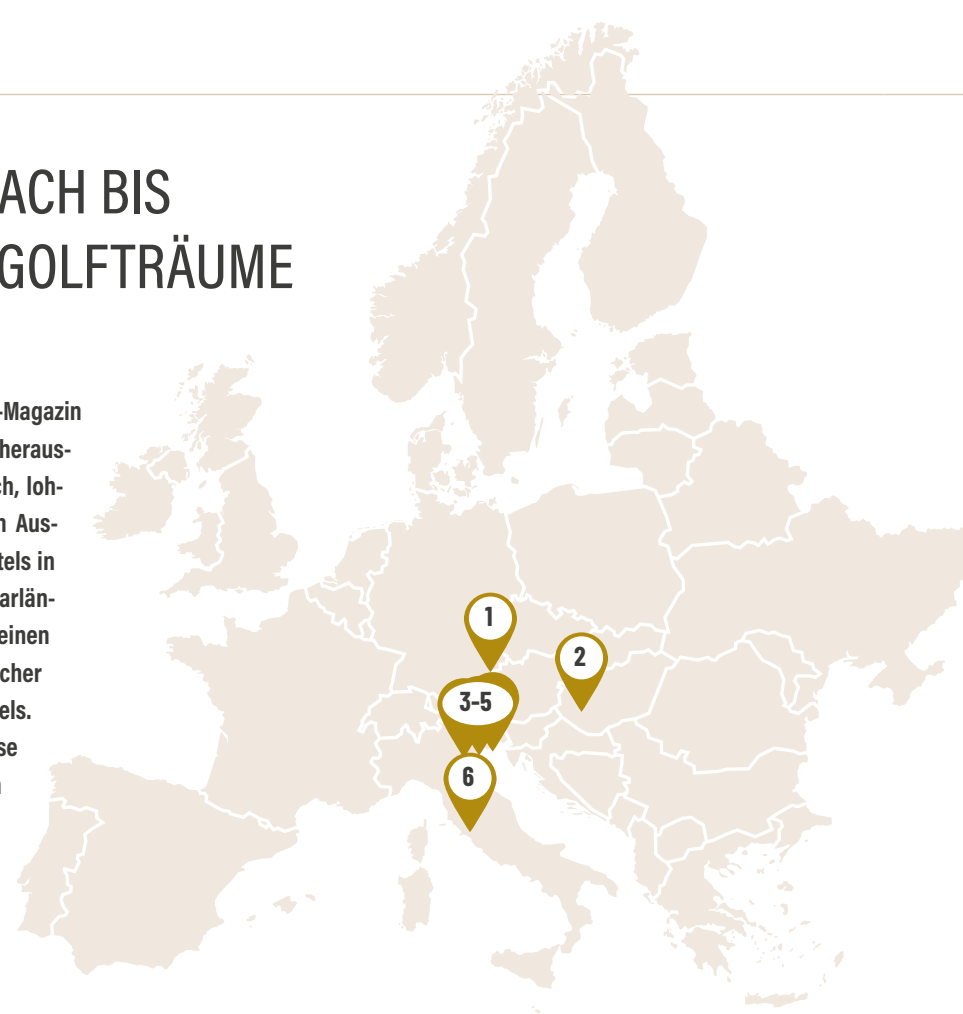 ACH BIS
GOLFTRÄUME
-Magazin
heraus-
ch, loh-
n Aus-
tels in
arlän-
einen
cher
els.
se
1
2
3-5
6